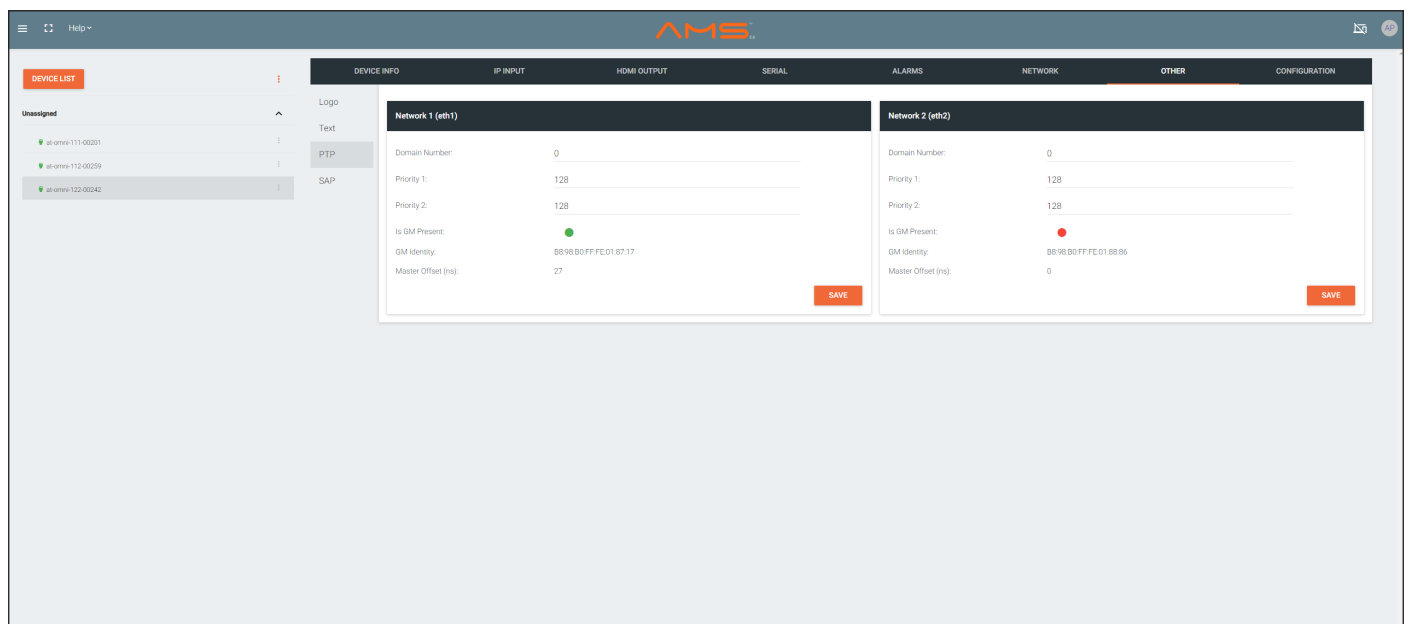 Help
AMS
AP
DEVICE LIST
DEVICE INFO
IP INPUT
HDMI OUTPUT
SERIAL
ALARMS
NETWORK
OTHER
CONFIGURATION
Unassigned
at-omni-111-00201
at-omni-112-00259
at-omni-122-00242
Logo
Text
PTP
SAP
Network 1 (eth1)
Domain Number: 0
Priority 1: 128
Priority 2: 128
Is GM Present:
GM Identity: B8:98:B0:FF:FE:01:87:17
Master Offset (ns): 27
SAVE
Network 2 (eth2)
Domain Number: 0
Priority 1: 128
Priority 2: 128
Is GM Present:
GM Identity: B8:98:B0:FF:FE:01:88:86
Master Offset (ns): 0
SAVE